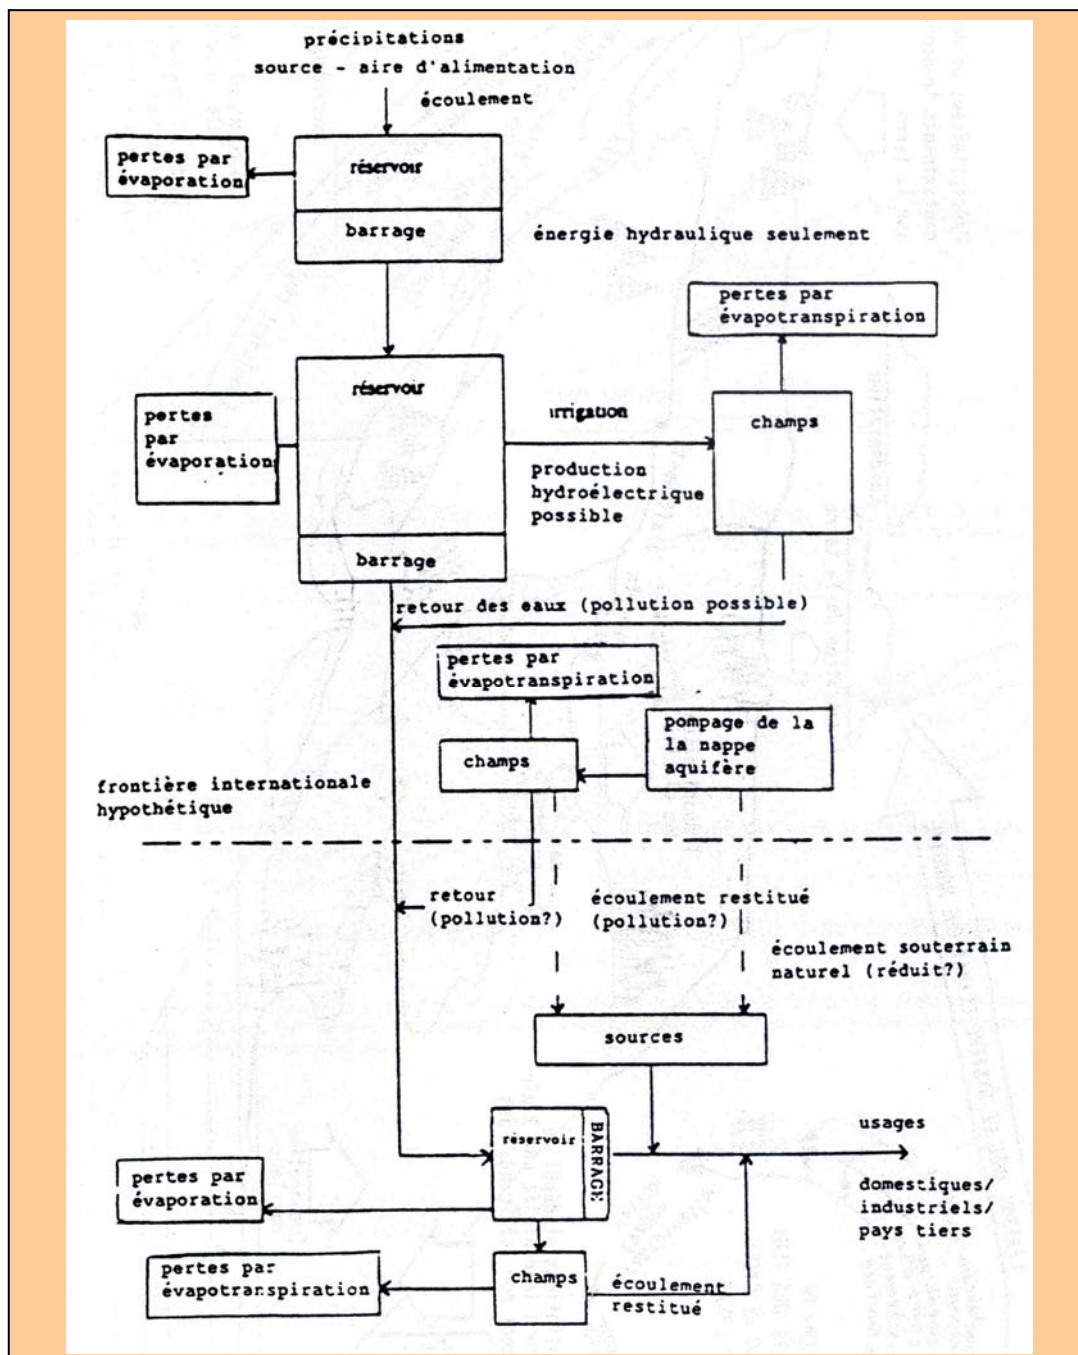 précipitations
source - aire d'alimentation
écoulement
pertes par
évaporation
réservoir
barrage
énergie hydraulique seulement
pertes par
évapotranspiration
réservoir
pertes
par
évaporation
irrigation
champs
production
hydroélectrique
possible
barrage
retour des eaux (pollution possible)
pertes par
évapotranspiration
pompage de la
la nappe
aquifère
champs
frontière internationale
hypothétique
retour
(pollution?)
écoulement restitué
(pollution?)
écoulement souterrain
naturel (réduit?)
sources
réservoir
BARRAGE
usages
domestiques/
industriels/
pays tiers
pertes par
évaporation
pertes par
évapotranspiration
champs
écoulement
restitué